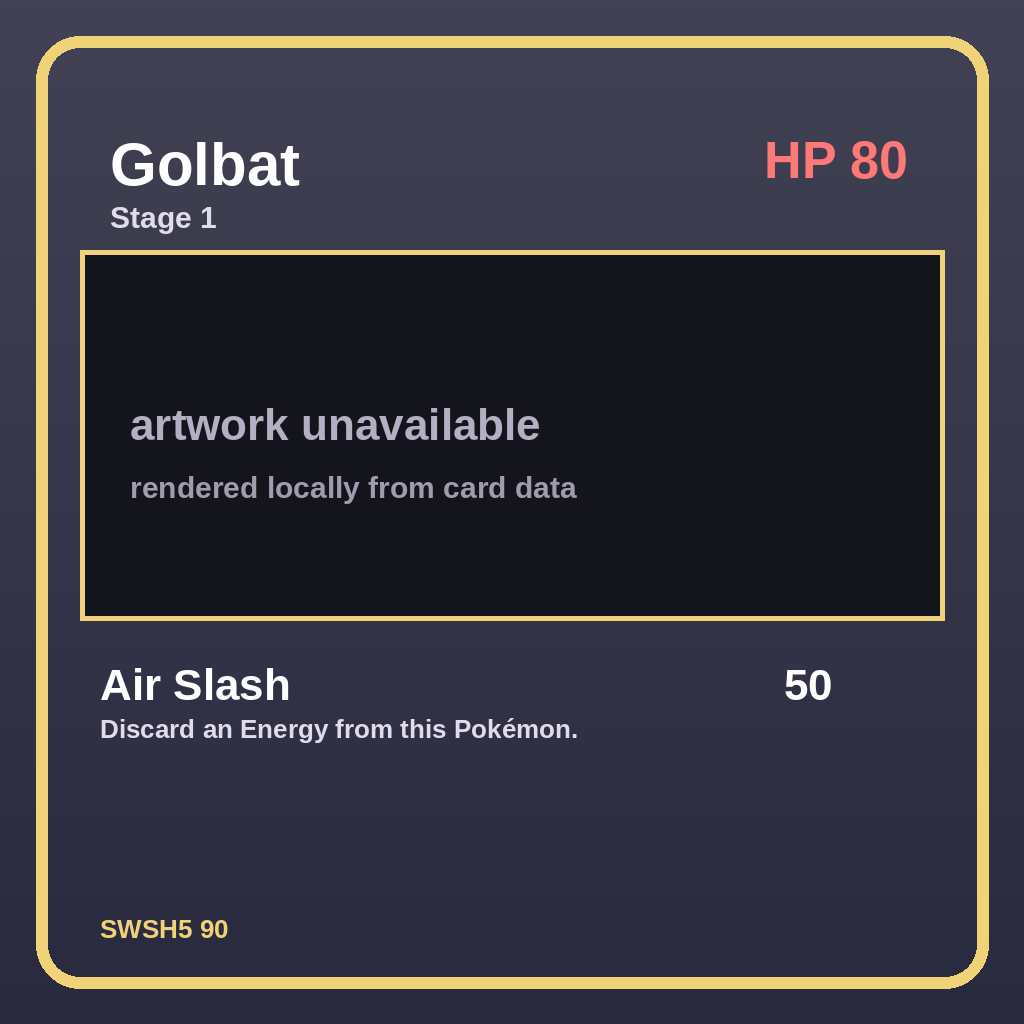 Golbat
HP 80
Stage 1
artwork unavailable
rendered locally from card data
Air Slash
50
Discard an Energy from this Pokémon.
SWSH5 90